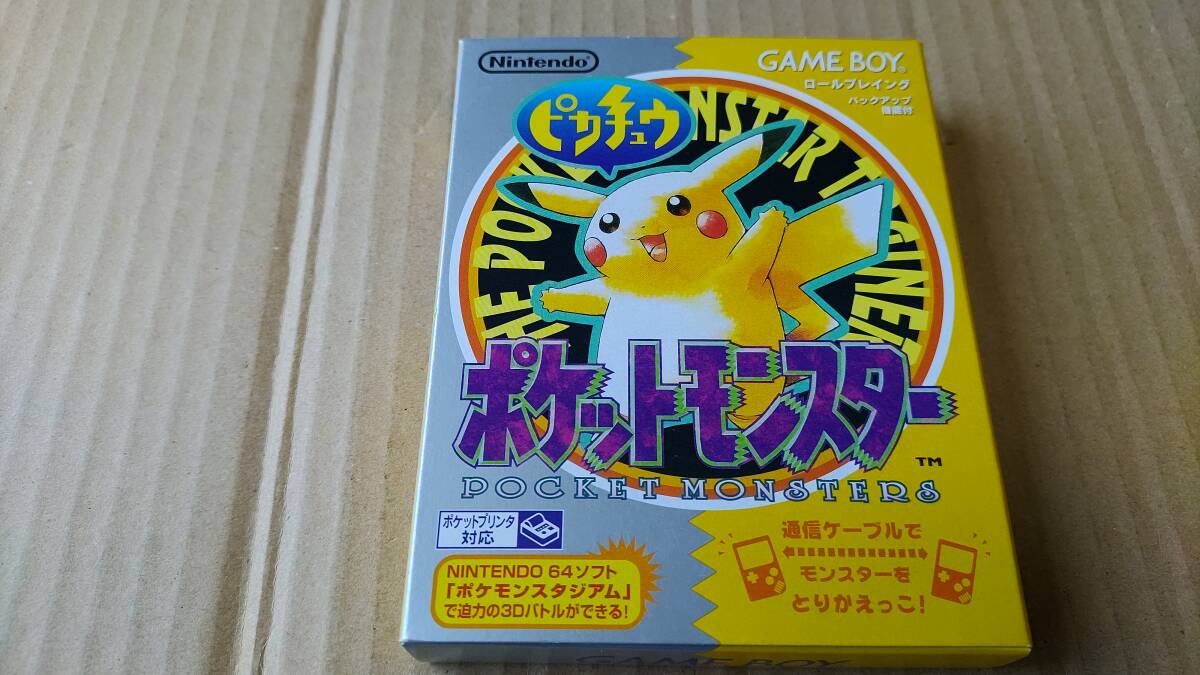 Nintendo
GAME BOY
ロールプレイング
バックアップ
機能付
ピカチュウ
ポケットモンスター
TM
POCKET MONSTERS
ポケットプリンタ
対応
NINTENDO 64ソフト
「ポケモンスタジアム」
で迫力の3Dバトルができる!
通信ケーブルで
モンスターを
とりかえっこ!
GAME BOY